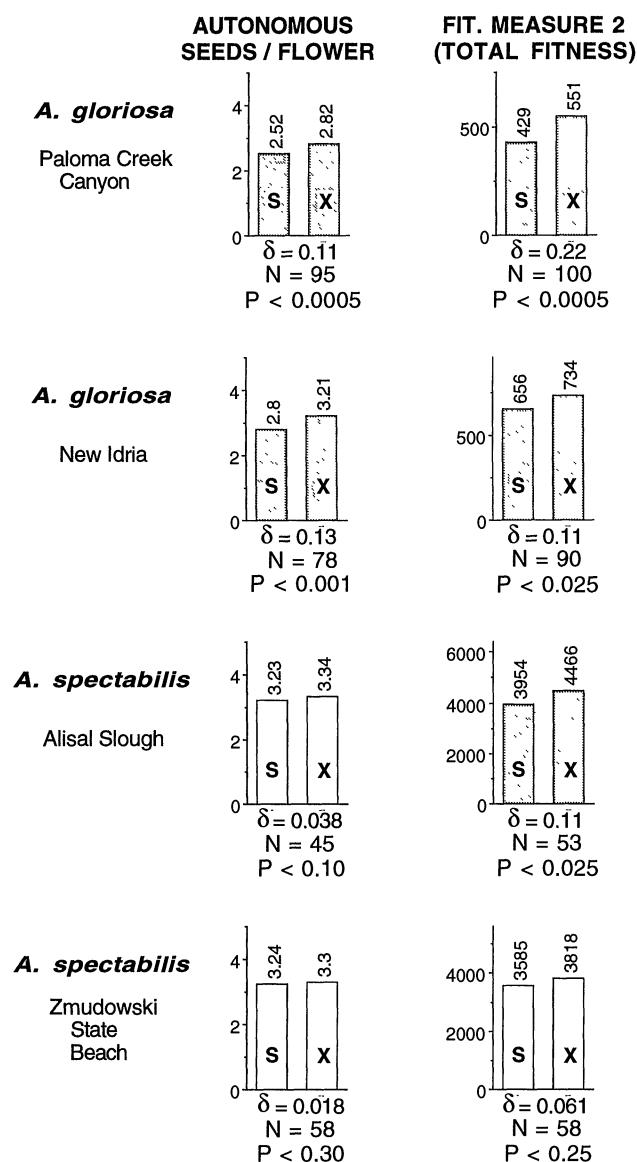 AUTONOMOUS
SEEDS / FLOWER
FIT. MEASURE 2
(TOTAL FITNESS)
A. gloriosa
Paloma Creek
Canyon
4
2
0
2.52
2.82
S
X
δ = 0.11
N = 95
P < 0.0005
500
0
429
551
S
X
δ = 0.22
N = 100
P < 0.0005
A. gloriosa
New Idria
4
2
0
2.8
3.21
S
X
δ = 0.13
N = 78
P < 0.001
500
0
656
734
S
X
δ = 0.11
N = 90
P < 0.025
A. spectabilis
Alisal Slough
4
2
0
3.23
3.34
S
X
δ = 0.038
N = 45
P < 0.10
6000
4000
2000
0
3954
4466
S
X
δ = 0.11
N = 53
P < 0.025
A. spectabilis
Zmudowski
State
Beach
4
2
0
3.24
3.3
S
X
δ = 0.018
N = 58
P < 0.30
4000
2000
0
3585
3818
S
X
δ = 0.061
N = 58
P < 0.25